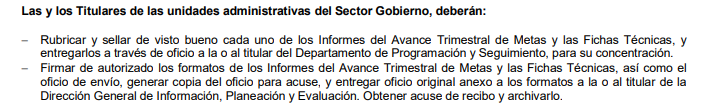 Las y los Titulares de las unidades administrativas del Sector Gobierno, deberán:
– Rubricar y sellar de visto bueno cada uno de los Informes del Avance Trimestral de Metas y las Fichas Técnicas, y
entregarlos a través de oficio a la o al titular del Departamento de Programación y Seguimiento, para su concentración.
– Firmar de autorizado los formatos de los Informes del Avance Trimestral de Metas y las Fichas Técnicas, así como el
oficio de envío, generar copia del oficio para acuse, y entregar oficio original anexo a los formatos a la o al titular de la
Dirección General de Información, Planeación y Evaluación. Obtener acuse de recibo y archivarlo.